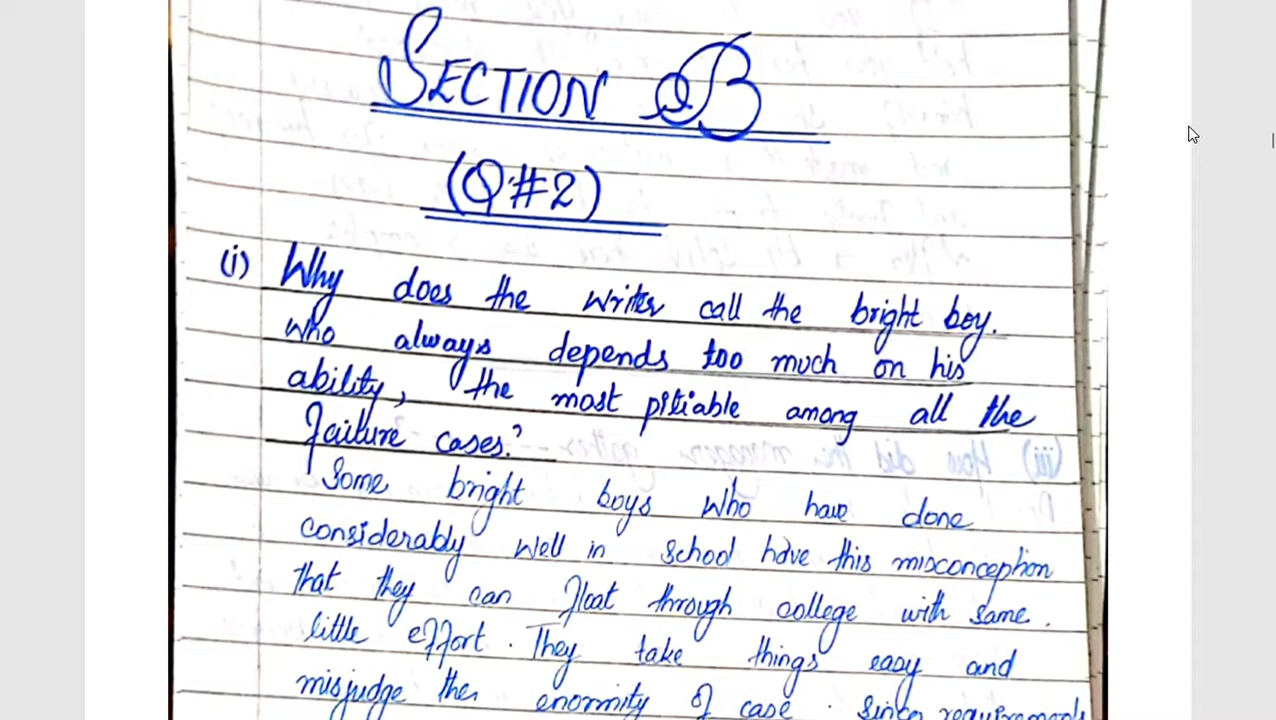 SECTION B
(Q#2)
(i) Why does the writer call the bright boy.
who always depends too much on his
ability, the most pitiable among all the
failure cases?
Some bright boys who have done
considerably well in school have this misconception
that they can float through college with same.
little effort. They take things easy and
misjudge the enormity of case. Since requirements